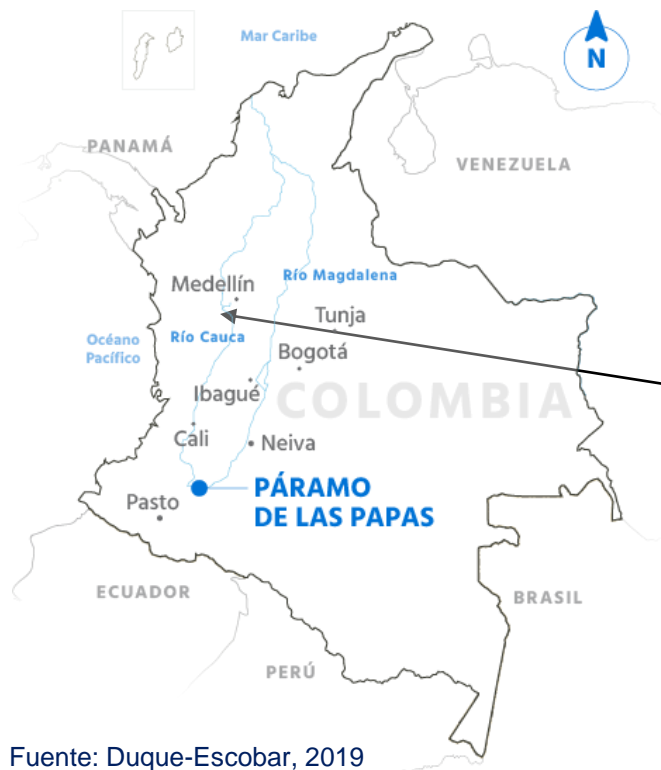 Mar Caribe
N
PANAMÁ
VENEZUELA
Río Magdalena
Medellín
Tunja
Océano
Pacífico
Río Cauca
Bogotá
Ibagué
COLOMBIA
Cali
Neiva
PÁRAMO
DE LAS PAPAS
Pasto
ECUADOR
BRASIL
PERÚ
Fuente: Duque-Escobar, 2019